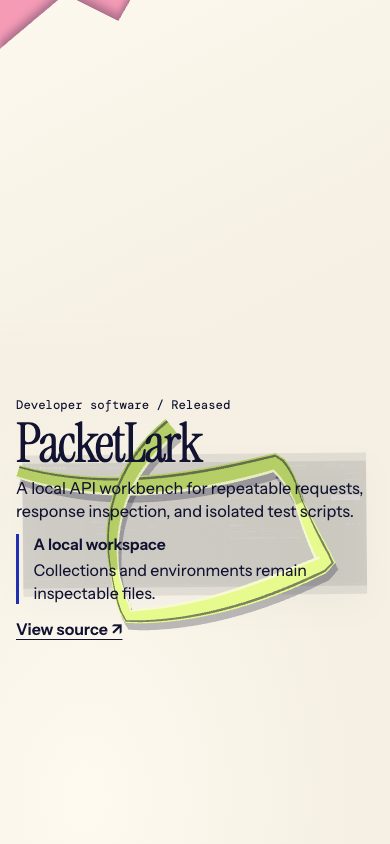 Developer software / Released
PacketLark
A local API workbench for repeatable requests,
response inspection, and isolated test scripts.
A local workspace
Collections and environments remain
inspectable files.
View source ↗